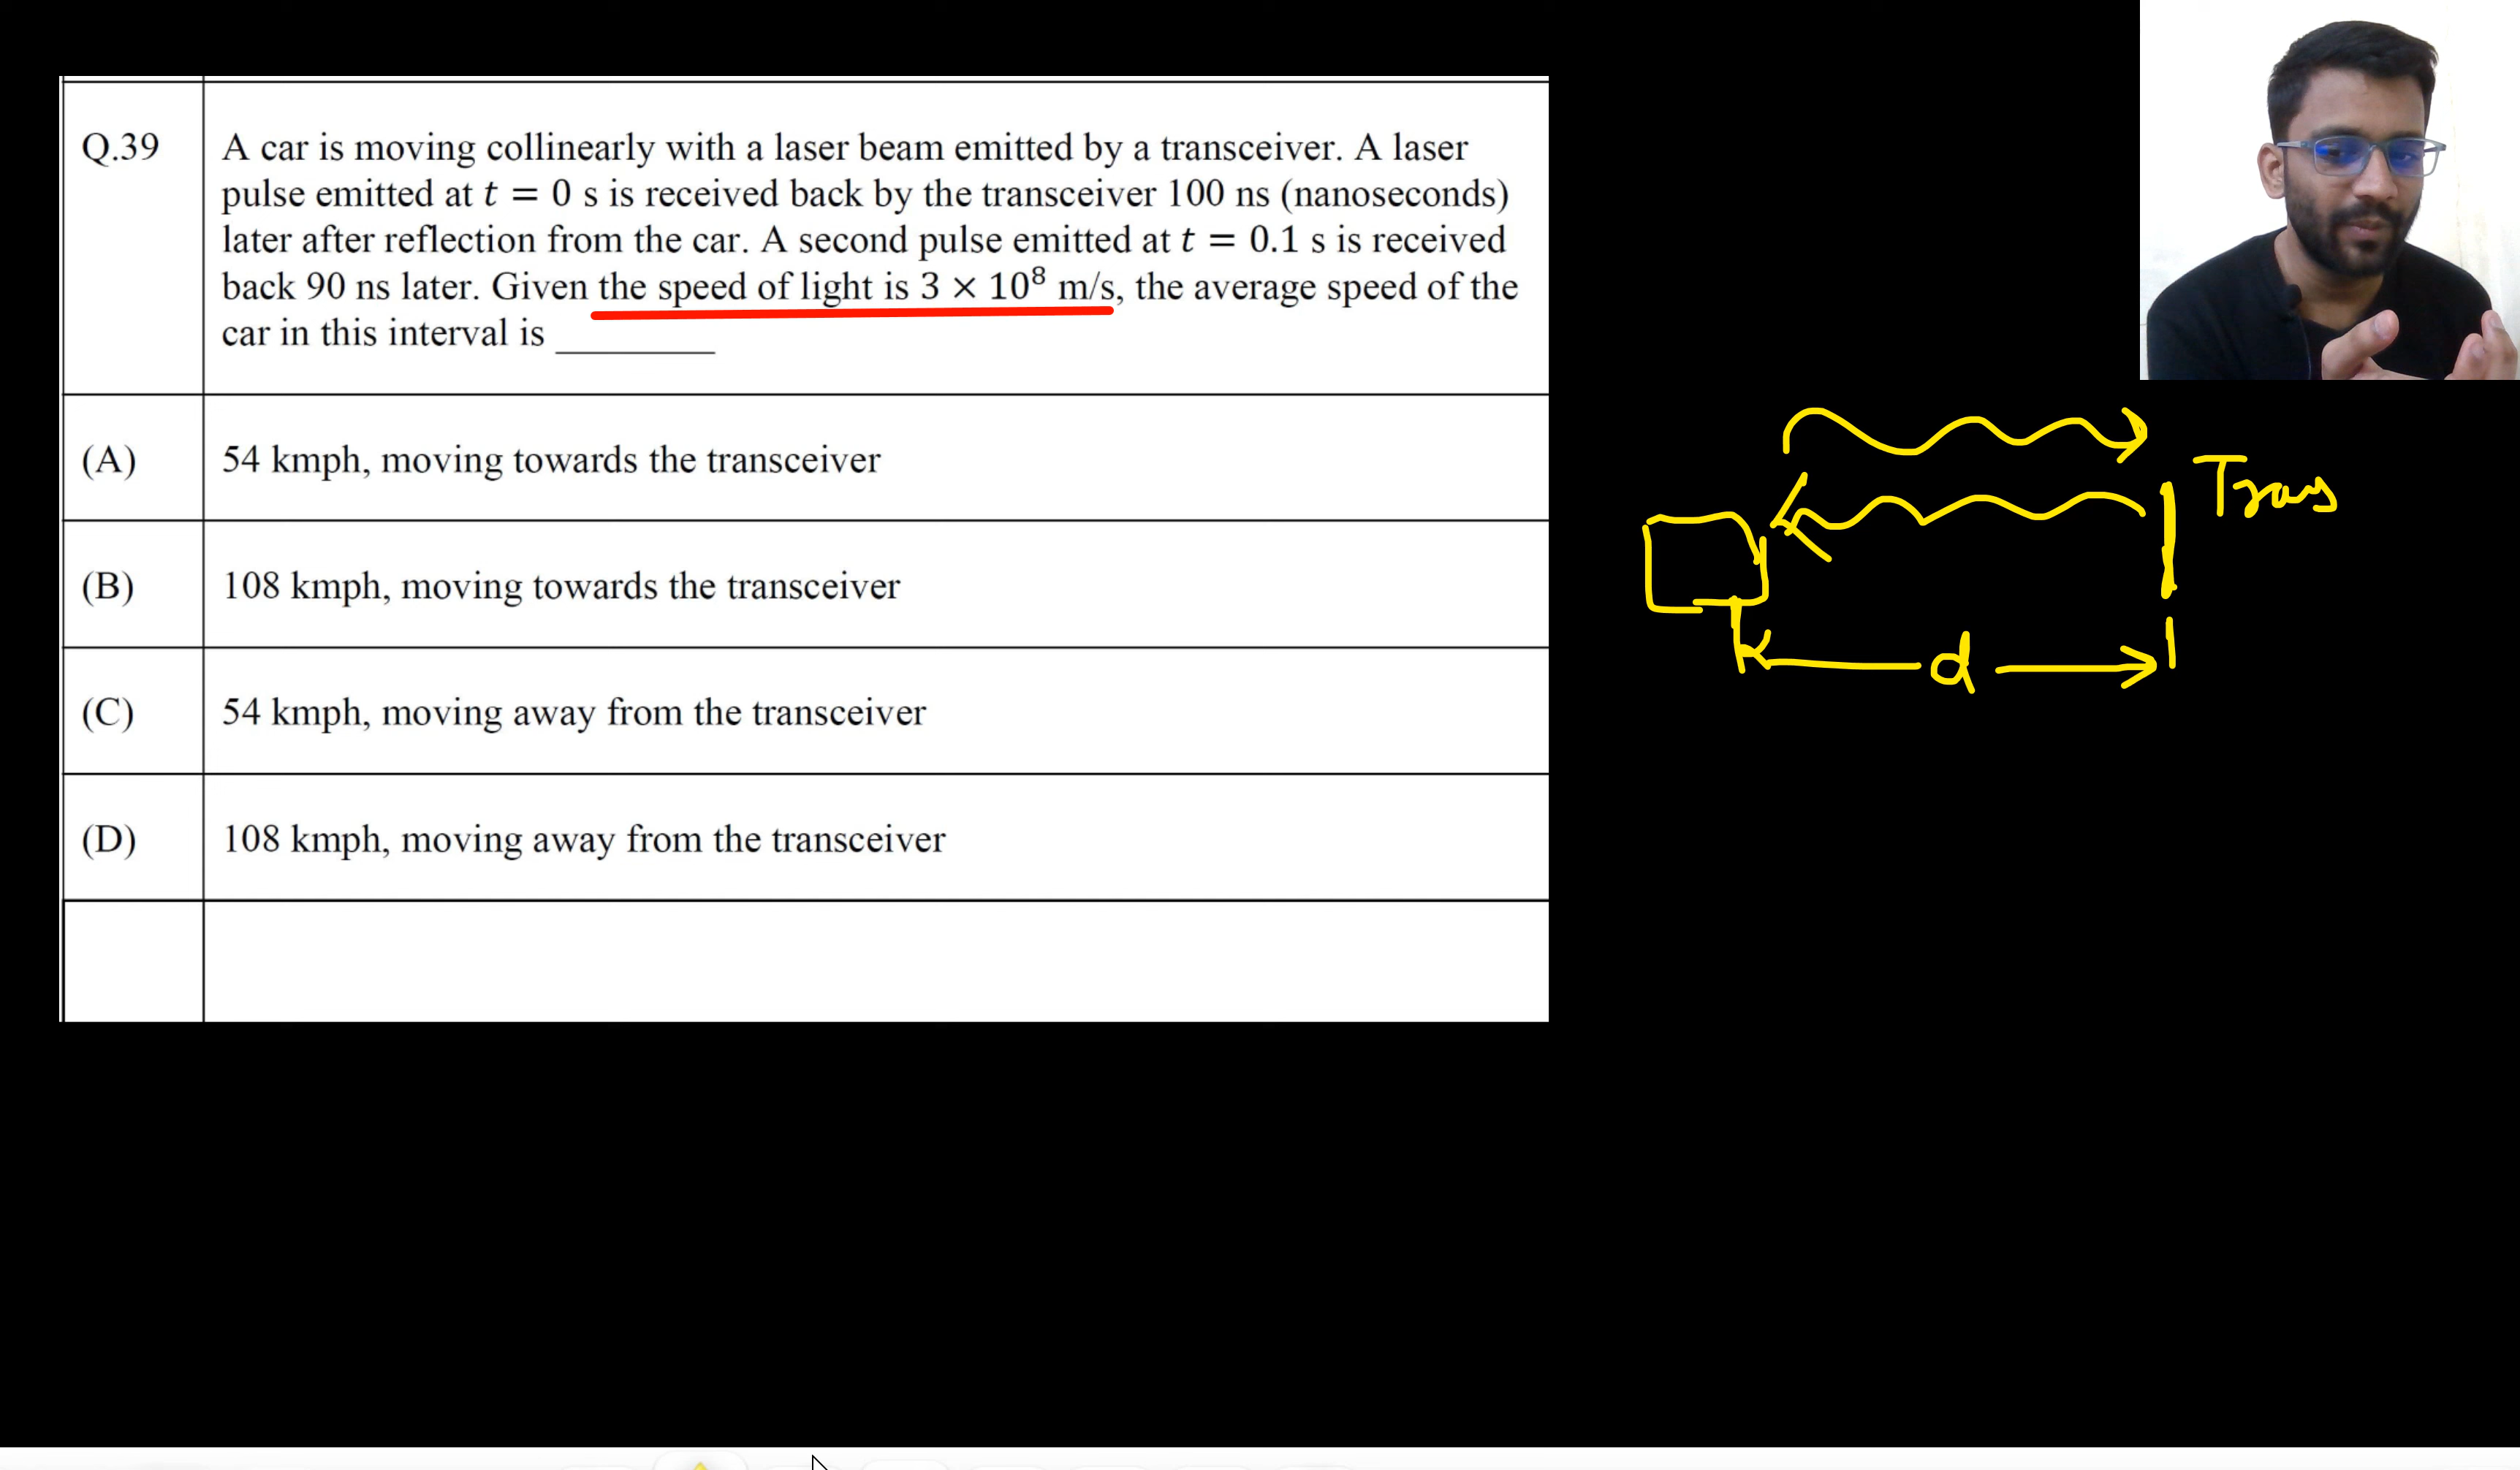 Q.39
A car is moving collinearly with a laser beam emitted by a transceiver. A laser
pulse emitted at t = 0 s is received back by the transceiver 100 ns (nanoseconds)
later after reflection from the car. A second pulse emitted at t = 0.1 s is received
back 90 ns later. Given the speed of light is 3 × 10⁸ m/s, the average speed of the
car in this interval is ________
(A) 54 kmph, moving towards the transceiver
(B) 108 kmph, moving towards the transceiver
(C) 54 kmph, moving away from the transceiver
(D) 108 kmph, moving away from the transceiver
Trans
d